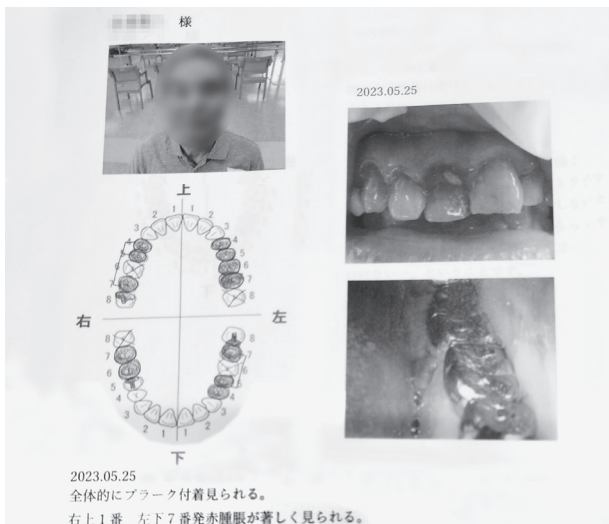 様
2023.05.25
上
右
左
下
2023.05.25
全体的にプラーク付着見られる。
右上1番 左下7番発赤腫脹が著しく見られる。